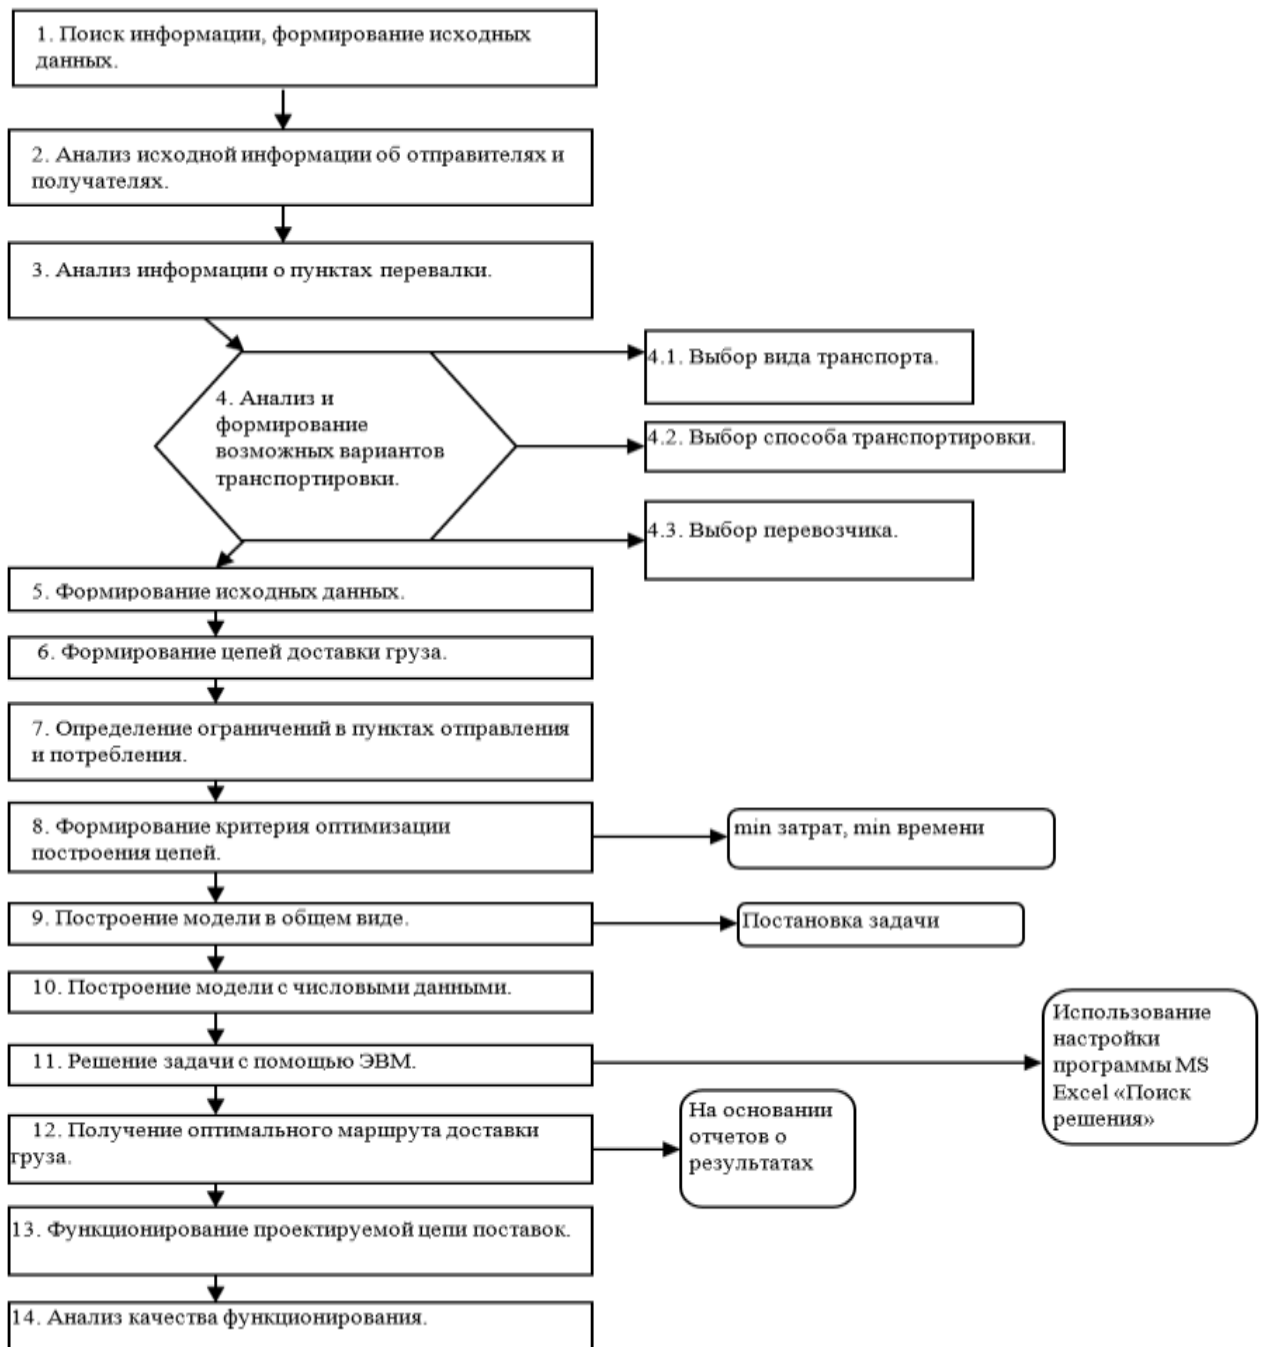 1. Поиск информации, формирование исходных
данных.
2. Анализ исходной информации об отправителях и
получателях.
3. Анализ информации о пунктах перевалки.
4. Анализ и
формирование
возможных вариантов
транспортировки.
4.1. Выбор вида транспорта.
4.2. Выбор способа транспортировки.
4.3. Выбор перевозчика.
5. Формирование исходных данных.
6. Формирование цепей доставки груза.
7. Определение ограничений в пунктах отправления
и потребления.
8. Формирование критерия оптимизации
построения цепей.
min затрат, min времени
9. Построение модели в общем виде.
Постановка задачи
10. Построение модели с числовыми данными.
11. Решение задачи с помощью ЭВМ.
Использование
настройки
программы MS
Excel «Поиск
решения»
12. Получение оптимального маршрута доставки
груза.
На основании
отчетов о
результатах
13. Функционирование проектируемой цепи поставок.
14. Анализ качества функционирования.